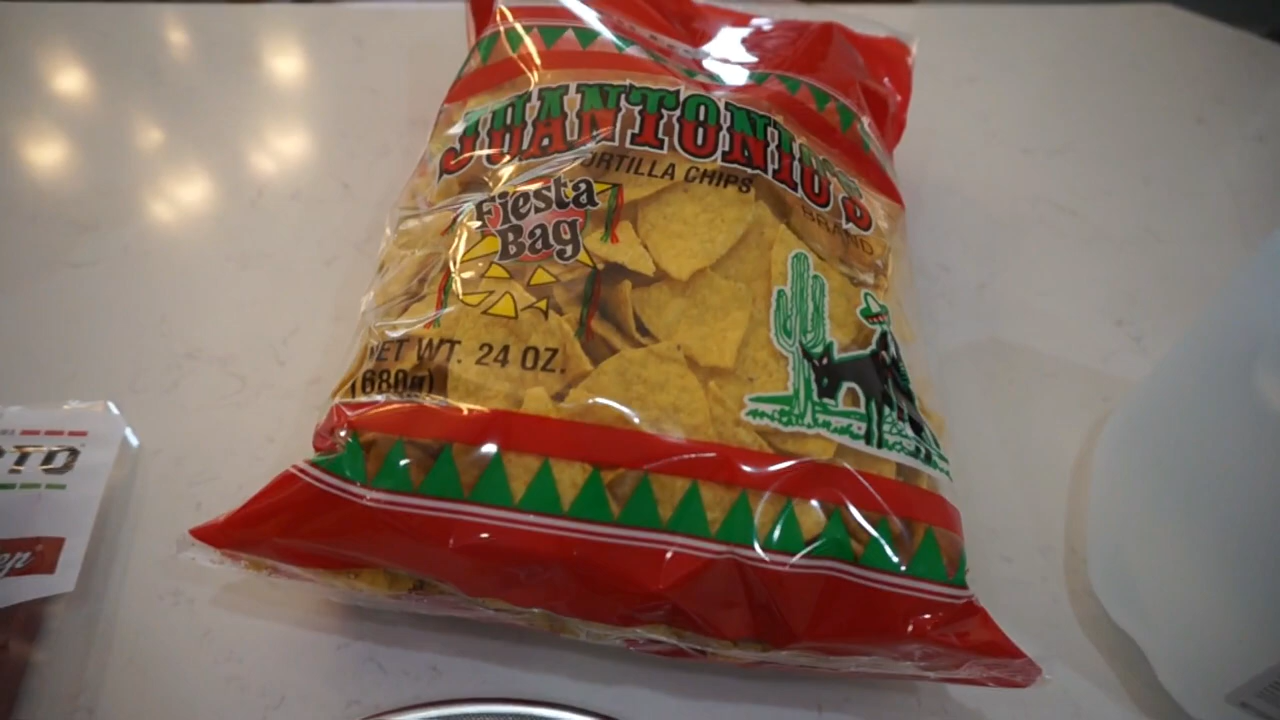 JUANTONIO'S
TORTILLA CHIPS
BRAND
Fiesta
Bag
NET WT. 24 OZ.
(680g)